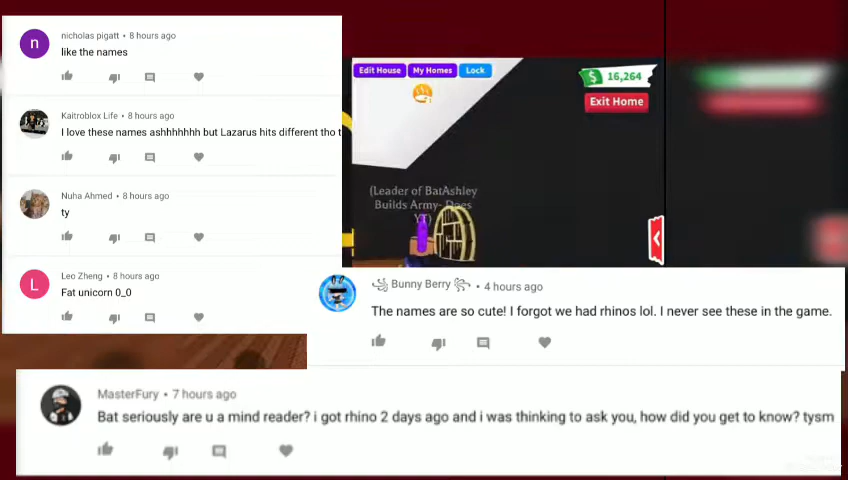 n
nicholas pigatt • 8 hours ago
like the names
Kaitroblox Life • 8 hours ago
I love these names ashhhhhhh but Lazarus hits different tho t
Nuha Ahmed • 8 hours ago
ty
L
Leo Zheng • 8 hours ago
Fat unicorn 0_0
Edit House
My Homes
Lock
$ 16,264
Exit Home
(Leader of BatAshley
Builds Army- Does
YT)
꧁ Bunny Berry ꧂ • 4 hours ago
The names are so cute! I forgot we had rhinos lol. I never see these in the game.
MasterFury • 7 hours ago
Bat seriously are u a mind reader? i got rhino 2 days ago and i was thinking to ask you, how did you get to know? tysm